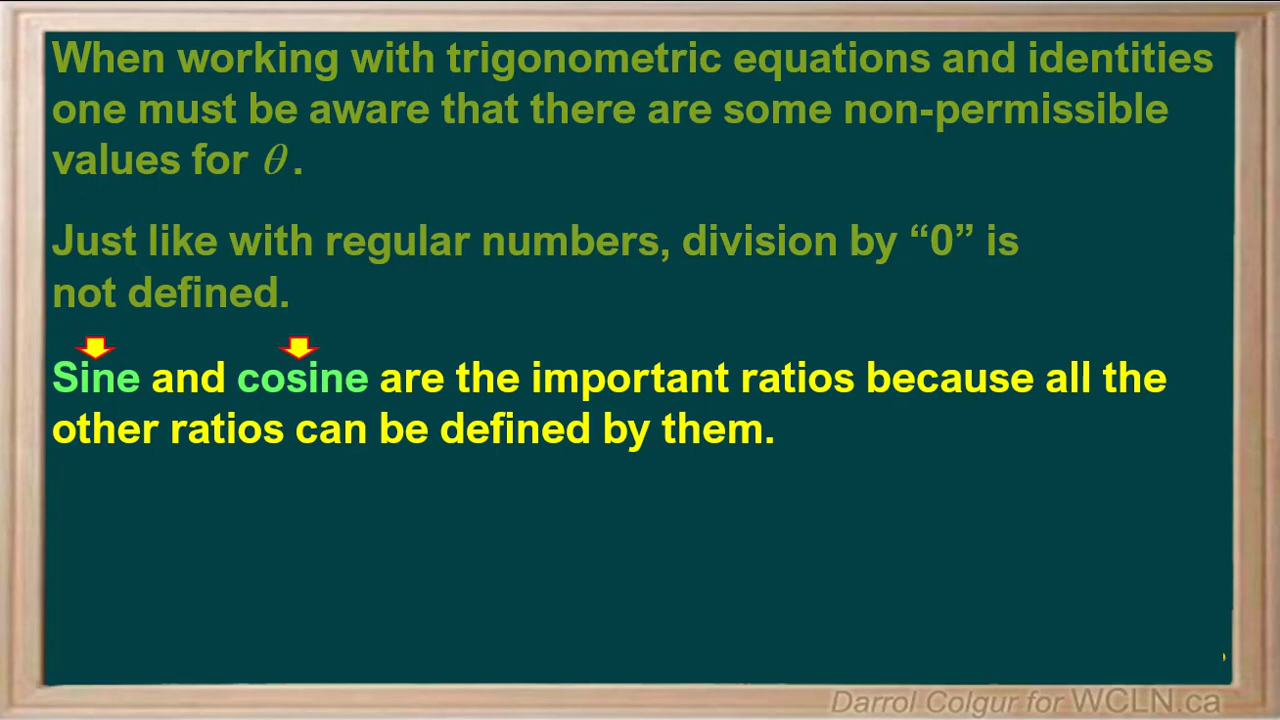 When working with trigonometric equations and identities
one must be aware that there are some non-permissible
values for θ.
Just like with regular numbers, division by “0” is
not defined.
Sine and cosine are the important ratios because all the
other ratios can be defined by them.
Darrol Colgur for WCLN.ca